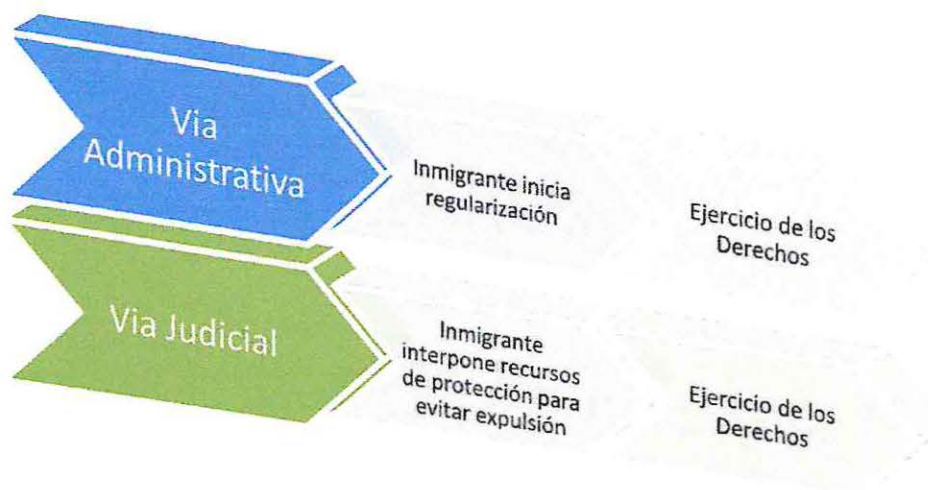 Via
Administrativa
Inmigrante inicia
regularización
Ejercicio de los
Derechos
Via Judicial
Inmigrante
interpone recursos
de protección para
evitar expulsión
Ejercicio de los
Derechos